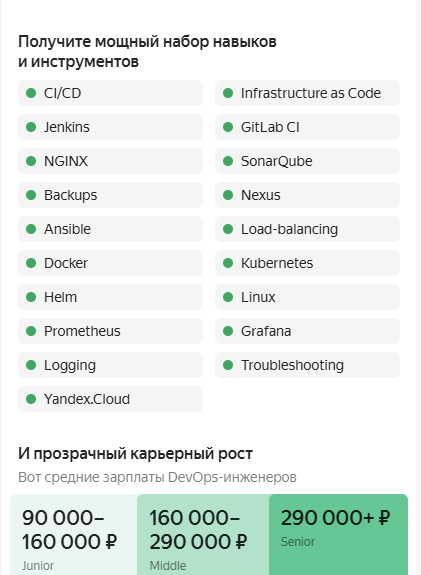 Получите мощный набор навыков
и инструментов
CI/CD
Infrastructure as Code
Jenkins
GitLab CI
NGINX
SonarQube
Backups
Nexus
Ansible
Load-balancing
Docker
Kubernetes
Helm
Linux
Prometheus
Grafana
Logging
Troubleshooting
Yandex.Cloud
И прозрачный карьерный рост
Вот средние зарплаты DevOps-инженеров
90 000–
160 000 ₽
Junior
160 000–
290 000 ₽
Middle
290 000+ ₽
Senior